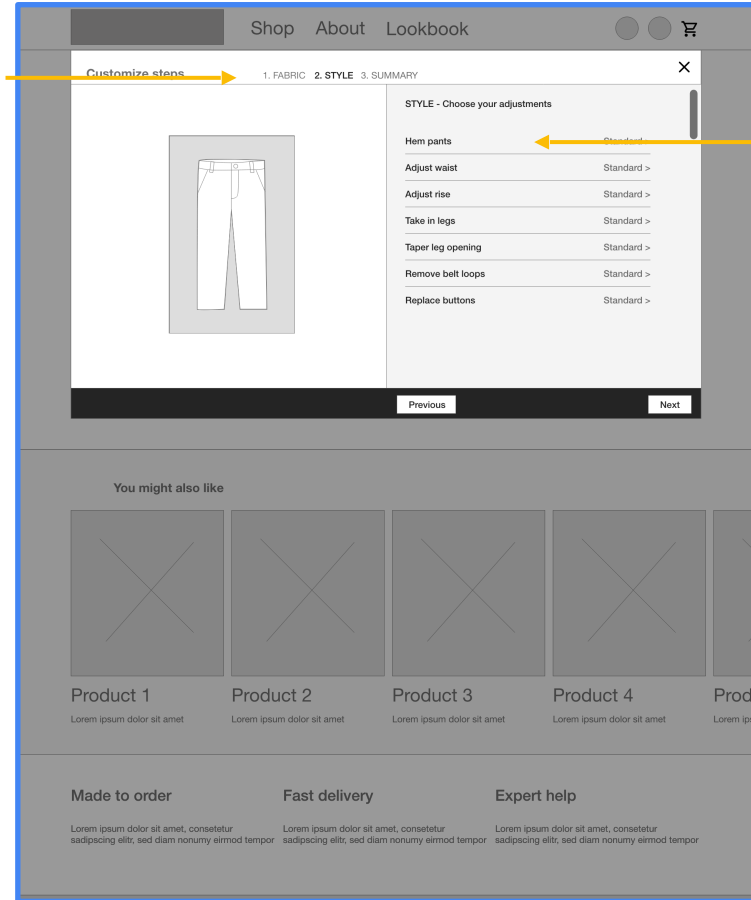 Shop About Lookbook
Customize steps 1. FABRIC 2. STYLE 3. SUMMARY
STYLE - Choose your adjustments
Hem pants Standard >
Adjust waist Standard >
Adjust rise Standard >
Take in legs Standard >
Taper leg opening Standard >
Remove belt loops Standard >
Replace buttons Standard >
Previous Next
You might also like
Product 1 Product 2 Product 3 Product 4 Prod
Lorem ipsum dolor sit amet Lorem ipsum dolor sit amet Lorem ipsum dolor sit amet Lorem ipsum dolor sit amet Lorem ip
Made to order Fast delivery Expert help
Lorem ipsum dolor sit amet, consetetur Lorem ipsum dolor sit amet, consetetur Lorem ipsum dolor sit amet, consetetur
sadipscing elitr, sed diam nonumy eirmod tempor sadipscing elitr, sed diam nonumy eirmod tempor sadipscing elitr, sed diam nonumy eirmod tempor